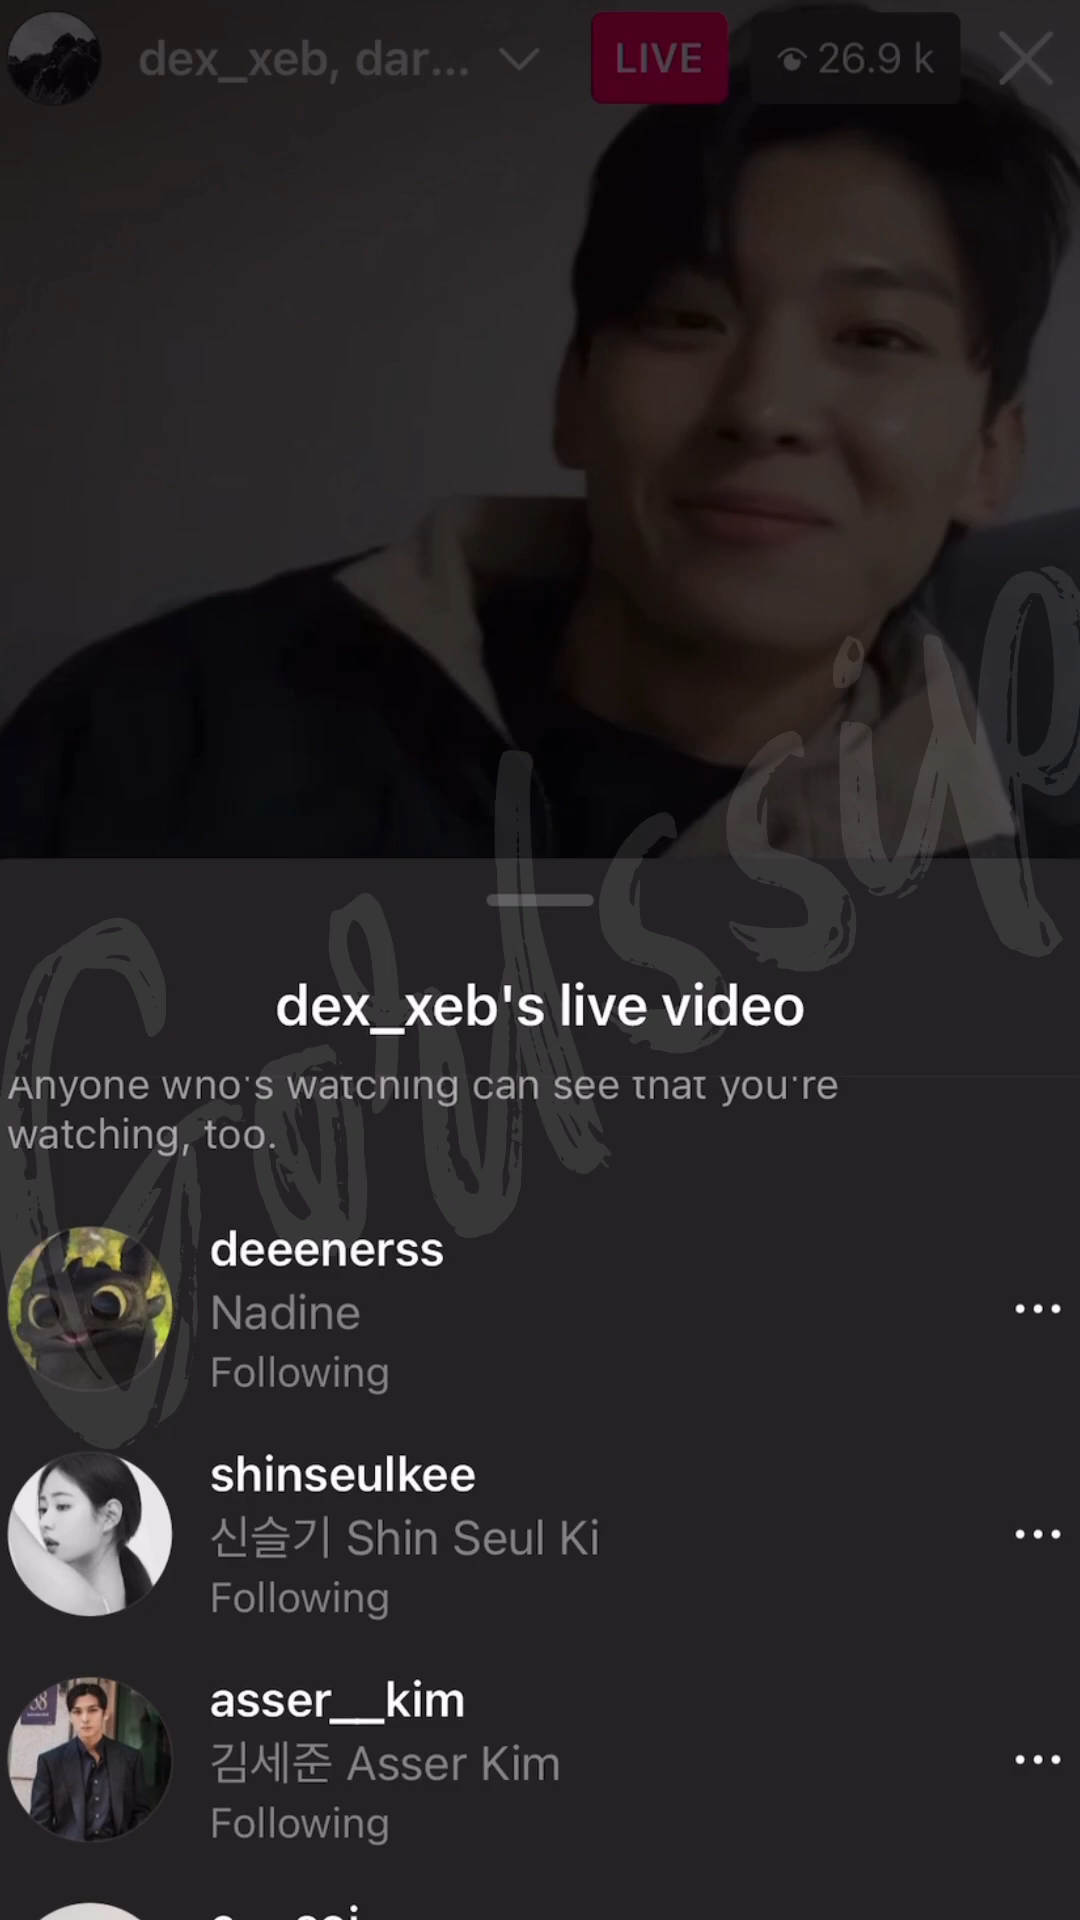 dex_xeb, dar...
LIVE
26.9 k
dex_xeb's live video
Anyone who's watching can see that you're
watching, too.
deeenerss
Nadine
Following
shinseulkee
신슬기 Shin Seul Ki
Following
asser__kim
김세준 Asser Kim
Following